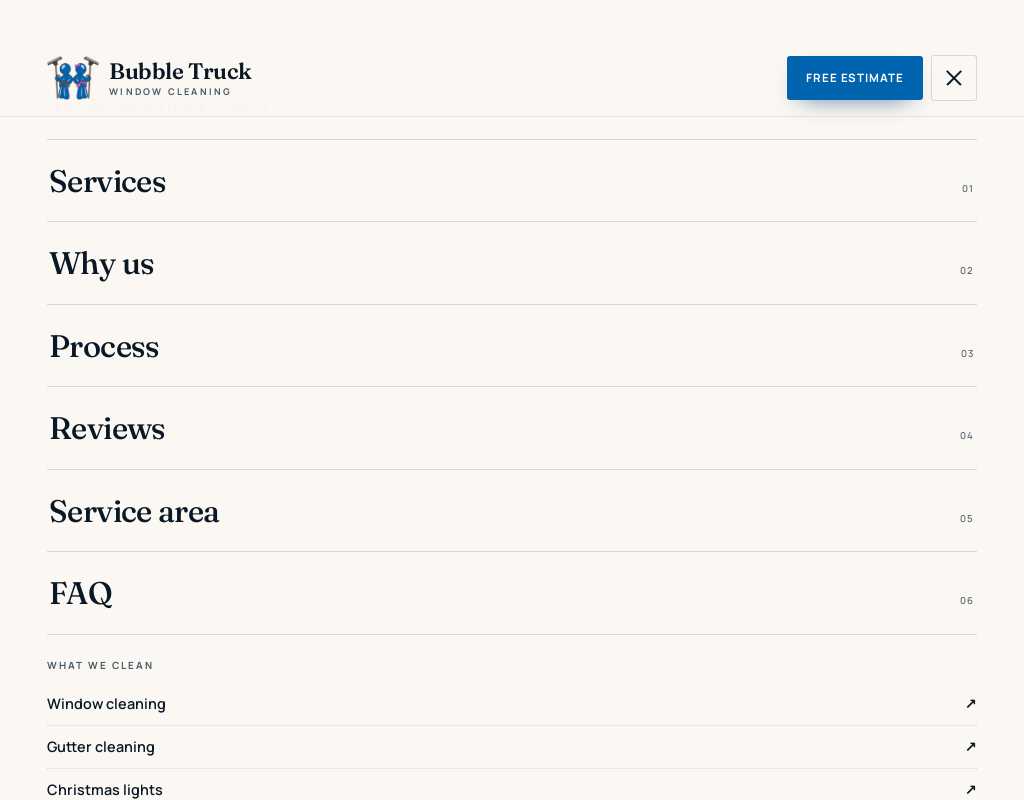 Bubble Truck
WINDOW CLEANING
FREE ESTIMATE
Services
01
Why us
02
Process
03
Reviews
04
Service area
05
FAQ
06
WHAT WE CLEAN
Window cleaning ↗
Gutter cleaning ↗
Christmas lights ↗